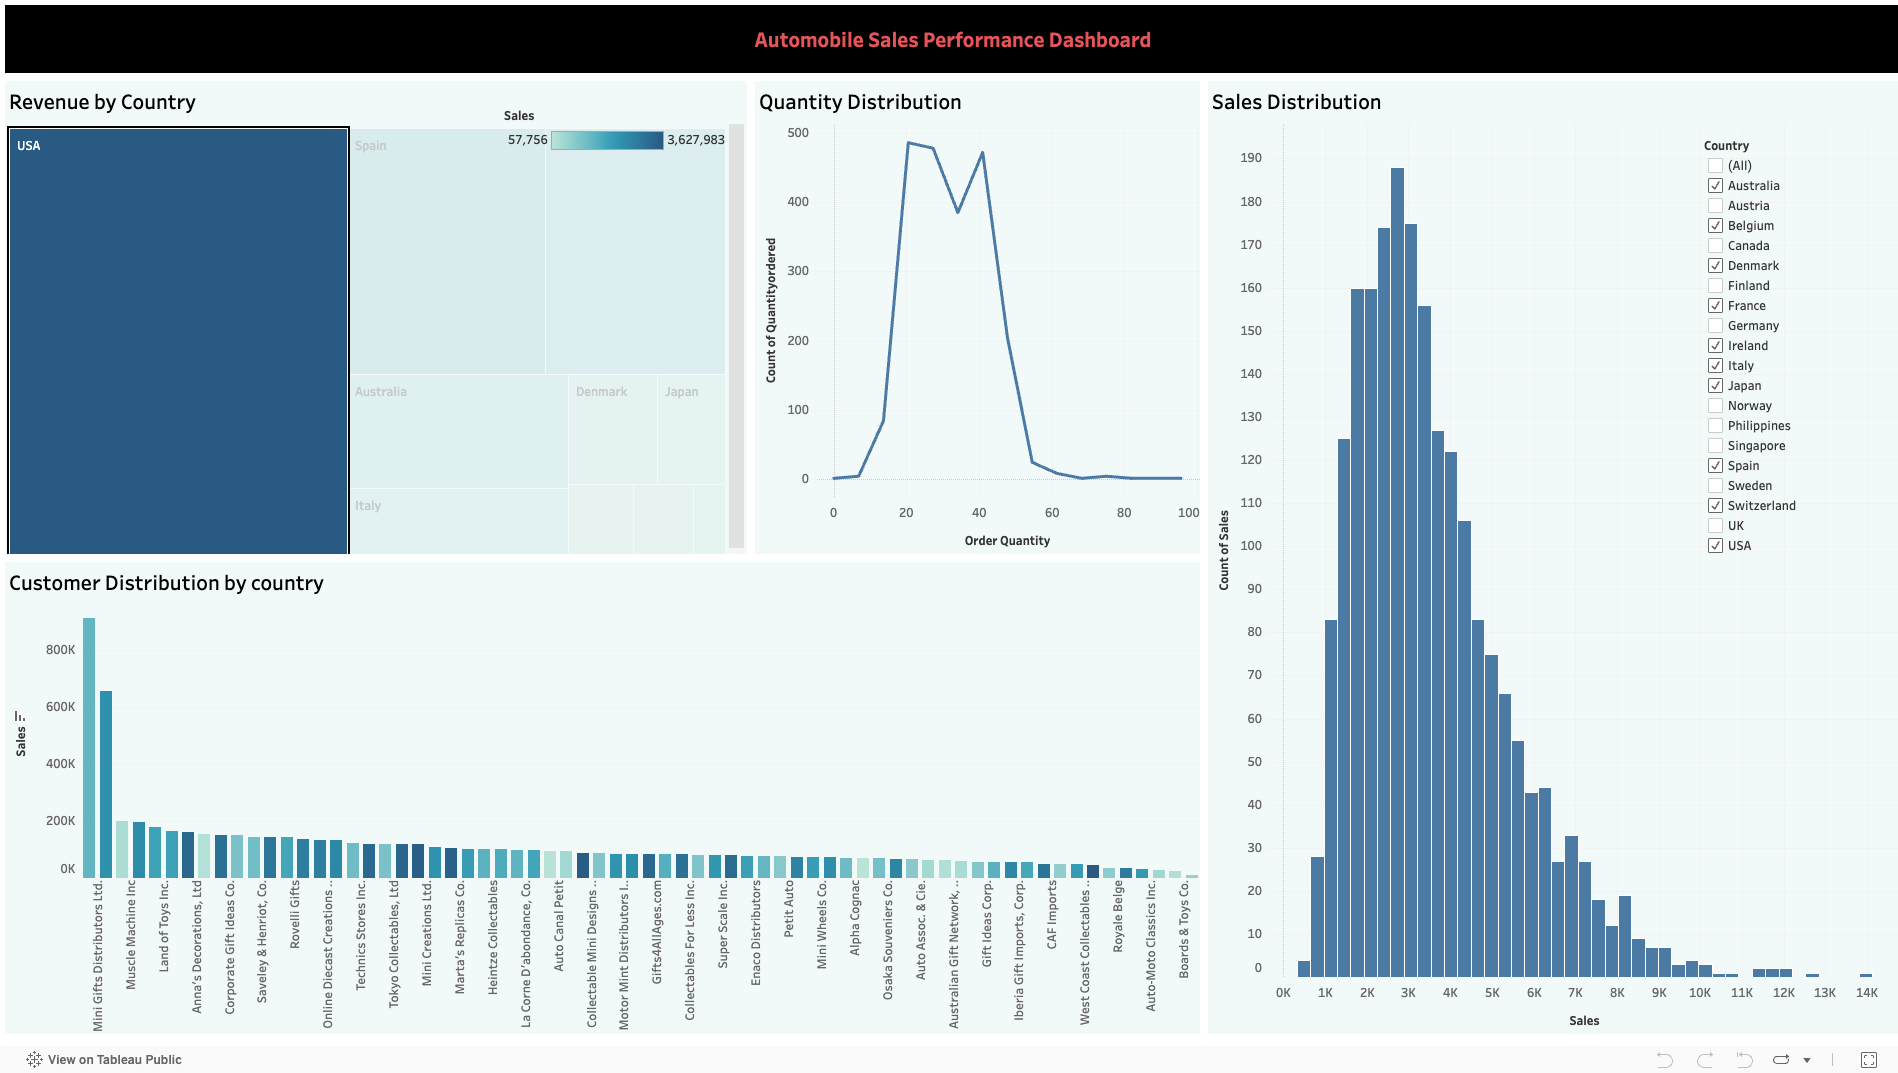 Automobile Sales Performance Dashboard
Revenue by Country
Sales
57,756
3,627,983
USA
Spain
Australia
Denmark
Japan
Italy
Quantity Distribution
500
400
300
200
100
0
Count of Quantityordered
0 20 40 60 80 100
Order Quantity
Sales Distribution
190
180
170
160
150
140
130
120
110
100
90
80
70
60
50
40
30
20
10
0
Count of Sales
0K 1K 2K 3K 4K 5K 6K 7K 8K 9K 10K 11K 12K 13K 14K
Sales
Country
(All)
Australia
Austria
Belgium
Canada
Denmark
Finland
France
Germany
Ireland
Italy
Japan
Norway
Philippines
Singapore
Spain
Sweden
Switzerland
UK
USA
Customer Distribution by country
800K
600K
400K
200K
0K
Sales
Mini Gifts Distributors Ltd.
Muscle Machine Inc
Land of Toys Inc.
Anna's Decorations, Ltd
Corporate Gift Ideas Co.
Saveley & Henriot, Co.
Rovelli Gifts
Online Diecast Creations ..
Technics Stores Inc.
Tokyo Collectables, Ltd
Mini Creations Ltd.
Marta's Replicas Co.
Heintze Collectables
La Corne D'abondance, Co.
Auto Canal Petit
Collectable Mini Designs ..
Motor Mint Distributors I..
Gifts4AllAges.com
Collectables For Less Inc.
Super Scale Inc.
Enaco Distributors
Petit Auto
Mini Wheels Co.
Alpha Cognac
Osaka Souveniers Co.
Auto Assoc. & Cie.
Australian Gift Network, ..
Gift Ideas Corp.
Iberia Gift Imports, Corp.
CAF Imports
West Coast Collectables ..
Royale Belge
Auto-Moto Classics Inc.
Boards & Toys Co.
View on Tableau Public